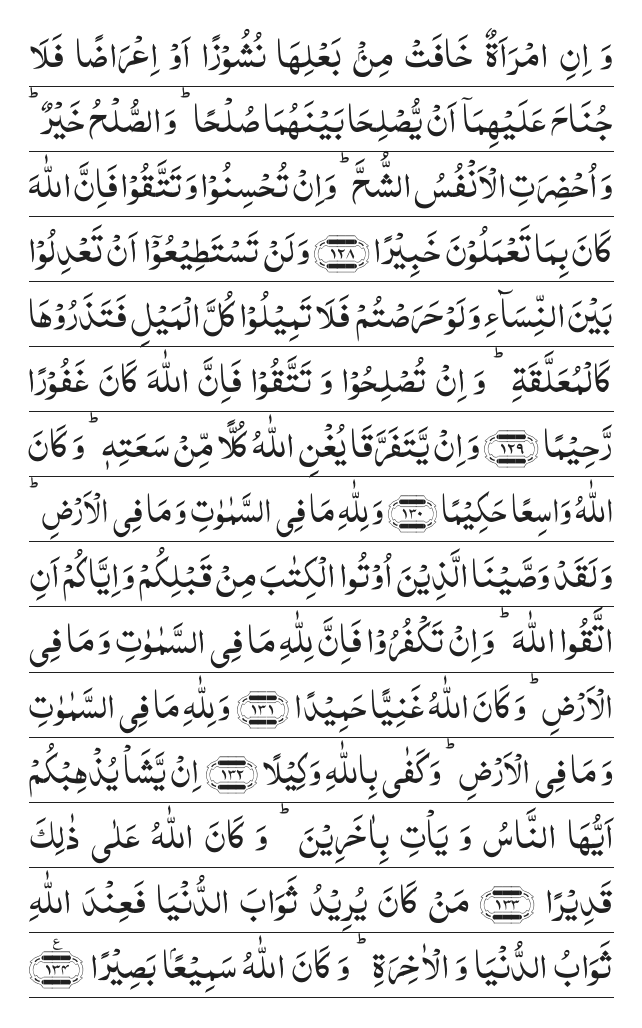 وَ اِنِ امْرَاَةٌ خَافَتْ مِنْۢ بَعْلِهَا نُشُوْزًا اَوْ اِعْرَاضًا فَلَا
جُنَاحَ عَلَيْهِمَاۤ اَنْ يُّصْلِحَا بَيْنَهُمَا صُلْحًا ؕ وَ الصُّلْحُ خَيْرٌ ؕ
وَ اُحْضِرَتِ الْاَنْفُسُ الشُّحَّ ؕ وَ اِنْ تُحْسِنُوْا وَ تَتَّقُوْا فَاِنَّ اللّٰهَ
كَانَ بِمَا تَعْمَلُوْنَ خَبِيْرًا ﴿۱۲۸﴾ وَ لَنْ تَسْتَطِيْعُوْۤا اَنْ تَعْدِلُوْا
بَيْنَ النِّسَآءِ وَ لَوْ حَرَصْتُمْ فَلَا تَمِيْلُوْا كُلَّ الْمَيْلِ فَتَذَرُوْهَا
كَالْمُعَلَّقَةِ ؕ وَ اِنْ تُصْلِحُوْا وَ تَتَّقُوْا فَاِنَّ اللّٰهَ كَانَ غَفُوْرًا
رَّحِيْمًا ﴿۱۲۹﴾ وَ اِنْ يَّتَفَرَّقَا يُغْنِ اللّٰهُ كُلًّا مِّنْ سَعَتِهٖ ؕ وَ كَانَ
اللّٰهُ وَاسِعًا حَكِيْمًا ﴿۱۳۰﴾ وَ لِلّٰهِ مَا فِي السَّمٰوٰتِ وَ مَا فِي الْاَرْضِ ؕ
وَ لَقَدْ وَصَّيْنَا الَّذِيْنَ اُوْتُوا الْكِتٰبَ مِنْ قَبْلِكُمْ وَ اِيَّاكُمْ اَنِ
اتَّقُوا اللّٰهَ ؕ وَ اِنْ تَكْفُرُوْا فَاِنَّ لِلّٰهِ مَا فِي السَّمٰوٰتِ وَ مَا فِي
الْاَرْضِ ؕ وَ كَانَ اللّٰهُ غَنِيًّا حَمِيْدًا ﴿۱۳۱﴾ وَ لِلّٰهِ مَا فِي السَّمٰوٰتِ
وَ مَا فِي الْاَرْضِ ؕ وَ كَفٰى بِاللّٰهِ وَكِيْلًا ﴿۱۳۲﴾ اِنْ يَّشَاْ يُذْهِبْكُمْ
اَيُّهَا النَّاسُ وَ يَاْتِ بِاٰخَرِيْنَ ؕ وَ كَانَ اللّٰهُ عَلٰى ذٰلِكَ
قَدِيْرًا ﴿۱۳۳﴾ مَنْ كَانَ يُرِيْدُ ثَوَابَ الدُّنْيَا فَعِنْدَ اللّٰهِ
ثَوَابُ الدُّنْيَا وَ الْاٰخِرَةِ ؕ وَ كَانَ اللّٰهُ سَمِيْعًۢا بَصِيْرًا ﴿۱۳۴﴾ ع